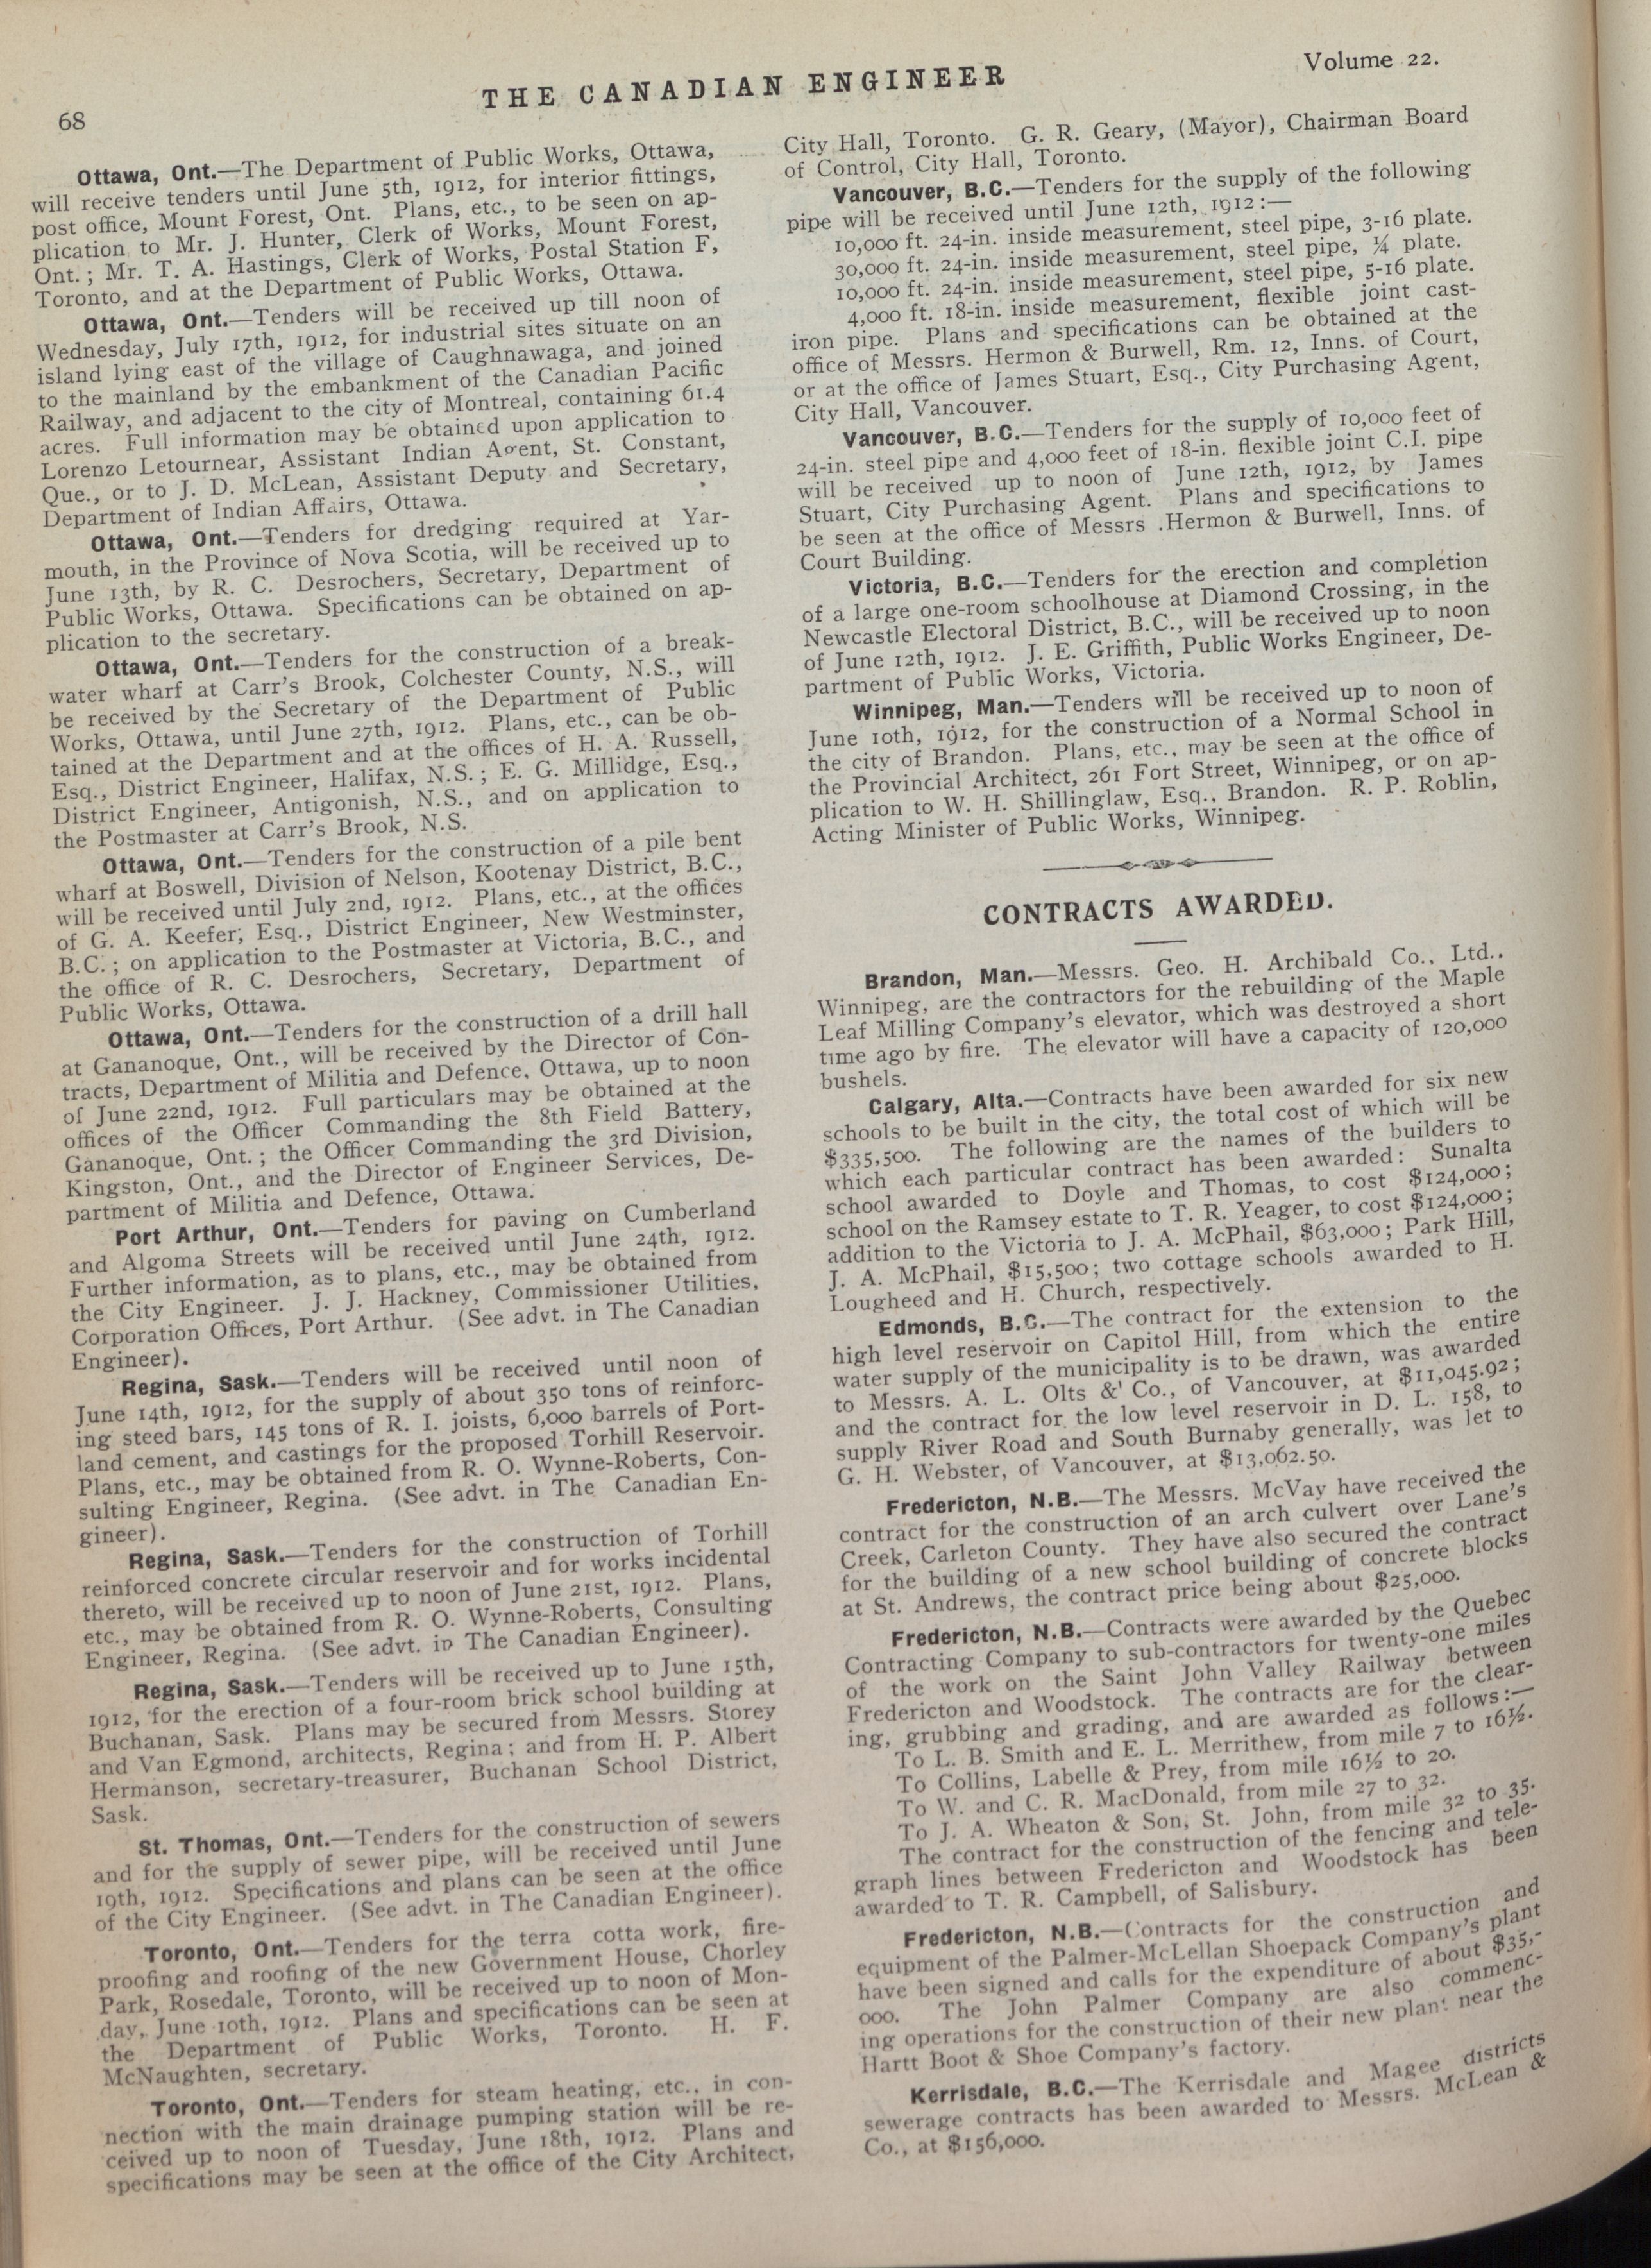 68
THE CANADIAN ENGINEER
Volume 22.
Ottawa, Ont.—The Department of Public Works, Ottawa,
will receive tenders until June 5th, 1912, for interior fittings,
post office, Mount Forest, Ont. Plans, etc., to be seen on ap-
plication to Mr. J. Hunter, Clerk of Works, Mount Forest,
Ont.; Mr. T. A. Hastings, Clerk of Works, Postal Station F,
Toronto, and at the Department of Public Works, Ottawa.
Ottawa, Ont.—Tenders will be received up till noon of
Wednesday, July 17th, 1912, for industrial sites situate on an
island lying east of the village of Caughnawaga, and joined
to the mainland by the embankment of the Canadian Pacific
Railway, and adjacent to the city of Montreal, containing 61.4
acres. Full information may be obtained upon application to
Lorenzo Letournear, Assistant Indian Agent, St. Constant,
Que., or to J. D. McLean, Assistant Deputy and Secretary,
Department of Indian Affairs, Ottawa.
Ottawa, Ont.—Tenders for dredging required at Yar-
mouth, in the Province of Nova Scotia, will be received up to
June 13th, by R. C. Desrochers, Secretary, Department of
Public Works, Ottawa. Specifications can be obtained on ap-
plication to the secretary.
Ottawa, Ont.—Tenders for the construction of a break-
water wharf at Carr's Brook, Colchester County, N.S., will
be received by the Secretary of the Department of Public
Works, Ottawa, until June 27th, 1912. Plans, etc., can be ob-
tained at the Department and at the offices of H. A. Russell,
Esq., District Engineer, Halifax, N.S.; E. G. Millidge, Esq.,
District Engineer, Antigonish, N.S., and on application to
the Postmaster at Carr's Brook, N.S.
Ottawa, Ont.—Tenders for the construction of a pile bent
wharf at Boswell, Division of Nelson, Kootenay District, B.C.,
will be received until July 2nd, 1912. Plans, etc., at the offices
of G. A. Keefer, Esq., District Engineer, New Westminster,
B.C.; on application to the Postmaster at Victoria, B.C., and
the office of R. C. Desrochers, Secretary, Department of
Public Works, Ottawa.
Ottawa, Ont.—Tenders for the construction of a drill hall
at Gananoque, Ont., will be received by the Director of Con-
tracts, Department of Militia and Defence, Ottawa, up to noon
of June 22nd, 1912. Full particulars may be obtained at the
offices of the Officer Commanding the 8th Field Battery,
Gananoque, Ont.; the Officer Commanding the 3rd Division,
Kingston, Ont., and the Director of Engineer Services, De-
partment of Militia and Defence, Ottawa.
Port Arthur, Ont.—Tenders for paving on Cumberland
and Algoma Streets will be received until June 24th, 1912.
Further information, as to plans, etc., may be obtained from
the City Engineer. J. J. Hackney, Commissioner Utilities,
Corporation Offices, Port Arthur. (See advt. in The Canadian
Engineer).
Regina, Sask.—Tenders will be received until noon of
June 14th, 1912, for the supply of about 350 tons of reinforc-
ing steed bars, 145 tons of R. I. joists, 6,000 barrels of Port-
land cement, and castings for the proposed Torhill Reservoir.
Plans, etc., may be obtained from R. O. Wynne-Roberts, Con-
sulting Engineer, Regina. (See advt. in The Canadian En-
gineer).
Regina, Sask.—Tenders for the construction of Torhill
reinforced concrete circular reservoir and for works incidental
thereto, will be received up to noon of June 21st, 1912. Plans,
etc., may be obtained from R. O. Wynne-Roberts, Consulting
Engineer, Regina. (See advt. in The Canadian Engineer).
Regina, Sask.—Tenders will be received up to June 15th,
1912, for the erection of a four-room brick school building at
Buchanan, Sask. Plans may be secured from Messrs. Storey
and Van Egmond, architects, Regina; and from H. P. Albert
Hermanson, secretary-treasurer, Buchanan School District,
Sask.
St. Thomas, Ont.—Tenders for the construction of sewers
and for the supply of sewer pipe, will be received until June
19th, 1912. Specifications and plans can be seen at the office
of the City Engineer. (See advt. in The Canadian Engineer).
Toronto, Ont.—Tenders for the terra cotta work, fire-
proofing and roofing of the new Government House, Chorley
Park, Rosedale, Toronto, will be received up to noon of Mon-
day, June 10th, 1912. Plans and specifications can be seen at
the Department of Public Works, Toronto. H. F.
McNaughten, secretary.
Toronto, Ont.—Tenders for steam heating, etc., in con-
nection with the main drainage pumping station will be re-
ceived up to noon of Tuesday, June 18th, 1912. Plans and
specifications may be seen at the office of the City Architect,
City Hall, Toronto. G. R. Geary, (Mayor), Chairman Board
of Control, City Hall, Toronto.
Vancouver, B.C.—Tenders for the supply of the following
pipe will be received until June 12th, 1912:—
10,000 ft. 24-in. inside measurement, steel pipe, 3-16 plate.
30,000 ft. 24-in. inside measurement, steel pipe, ¼ plate.
10,000 ft. 24-in. inside measurement, steel pipe, 5-16 plate.
4,000 ft. 18-in. inside measurement, flexible joint cast-
iron pipe. Plans and specifications can be obtained at the
office of Messrs. Hermon & Burwell, Rm. 12, Inns. of Court,
or at the office of James Stuart, Esq., City Purchasing Agent,
City Hall, Vancouver.
Vancouver, B.C.—Tenders for the supply of 10,000 feet of
24-in. steel pipe and 4,000 feet of 18-in. flexible joint C.I. pipe
will be received up to noon of June 12th, 1912, by James
Stuart, City Purchasing Agent. Plans and specifications to
be seen at the office of Messrs .Hermon & Burwell, Inns. of
Court Building.
Victoria, B.C.—Tenders for the erection and completion
of a large one-room schoolhouse at Diamond Crossing, in the
Newcastle Electoral District, B.C., will be received up to noon
of June 12th, 1912. J. E. Griffith, Public Works Engineer, De-
partment of Public Works, Victoria.
Winnipeg, Man.—Tenders will be received up to noon of
June 10th, 1912, for the construction of a Normal School in
the city of Brandon. Plans, etc., may be seen at the office of
the Provincial Architect, 261 Fort Street, Winnipeg, or on ap-
plication to W. H. Shillinglaw, Esq., Brandon. R. P. Roblin,
Acting Minister of Public Works, Winnipeg.
CONTRACTS AWARDED.
Brandon, Man.—Messrs. Geo. H. Archibald Co., Ltd.,
Winnipeg, are the contractors for the rebuilding of the Maple
Leaf Milling Company's elevator, which was destroyed a short
time ago by fire. The elevator will have a capacity of 120,000
bushels.
Calgary, Alta.—Contracts have been awarded for six new
schools to be built in the city, the total cost of which will be
$335,500. The following are the names of the builders to
which each particular contract has been awarded: Sunalta
school awarded to Doyle and Thomas, to cost $124,000;
school on the Ramsey estate to T. R. Yeager, to cost $124,000;
addition to the Victoria to J. A. McPhail, $63,000; Park Hill,
J. A. McPhail, $15,500; two cottage schools awarded to H.
Lougheed and H. Church, respectively.
Edmonds, B.C.—The contract for the extension to the
high level reservoir on Capitol Hill, from which the entire
water supply of the municipality is to be drawn, was awarded
to Messrs. A. L. Olts & Co., of Vancouver, at $11,045.92;
and the contract for the low level reservoir in D. L. 158, to
supply River Road and South Burnaby generally, was let to
G. H. Webster, of Vancouver, at $13,062.50.
Fredericton, N.B.—The Messrs. McVay have received the
contract for the construction of an arch culvert over Lane's
Creek, Carleton County. They have also secured the contract
for the building of a new school building of concrete blocks
at St. Andrews, the contract price being about $25,000.
Fredericton, N.B.—Contracts were awarded by the Quebec
Contracting Company to sub-contractors for twenty-one miles
of the work on the Saint John Valley Railway between
Fredericton and Woodstock. The contracts are for the clear-
ing, grubbing and grading, and are awarded as follows:—
To L. B. Smith and E. L. Merrithew, from mile 7 to 16½.
To Collins, Labelle & Prey, from mile 16½ to 20.
To W. and C. R. MacDonald, from mile 27 to 32.
To J. A. Wheaton & Son, St. John, from mile 32 to 35.
The contract for the construction of the fencing and tele-
graph lines between Fredericton and Woodstock has been
awarded to T. R. Campbell, of Salisbury.
Fredericton, N.B.—Contracts for the construction and
equipment of the Palmer-McLellan Shoepack Company's plant
have been signed and calls for the expenditure of about $35,-
000. The John Palmer Company are also commenc-
ing operations for the construction of their new plant near the
Hartt Boot & Shoe Company's factory.
Kerrisdale, B.C.—The Kerrisdale and Magee districts
sewerage contracts has been awarded to Messrs. McLean &
Co., at $156,000.